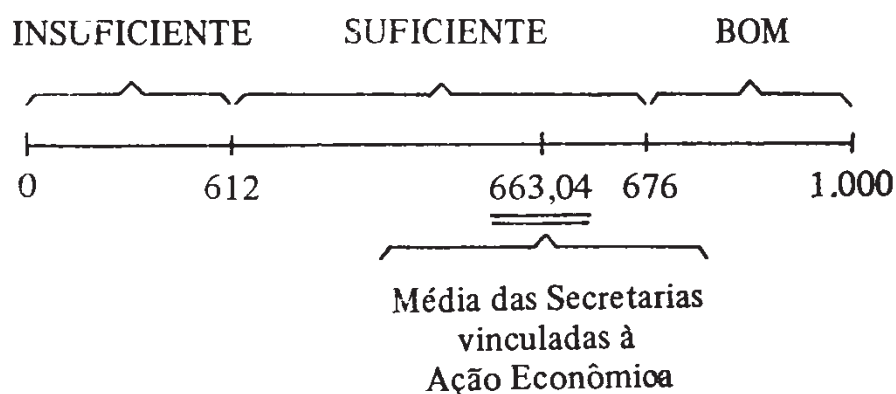 INSUFICIENTE SUFICIENTE BOM
0 612 663,04 676 1.000
Média das Secretarias
vinculadas à
Ação Econômica